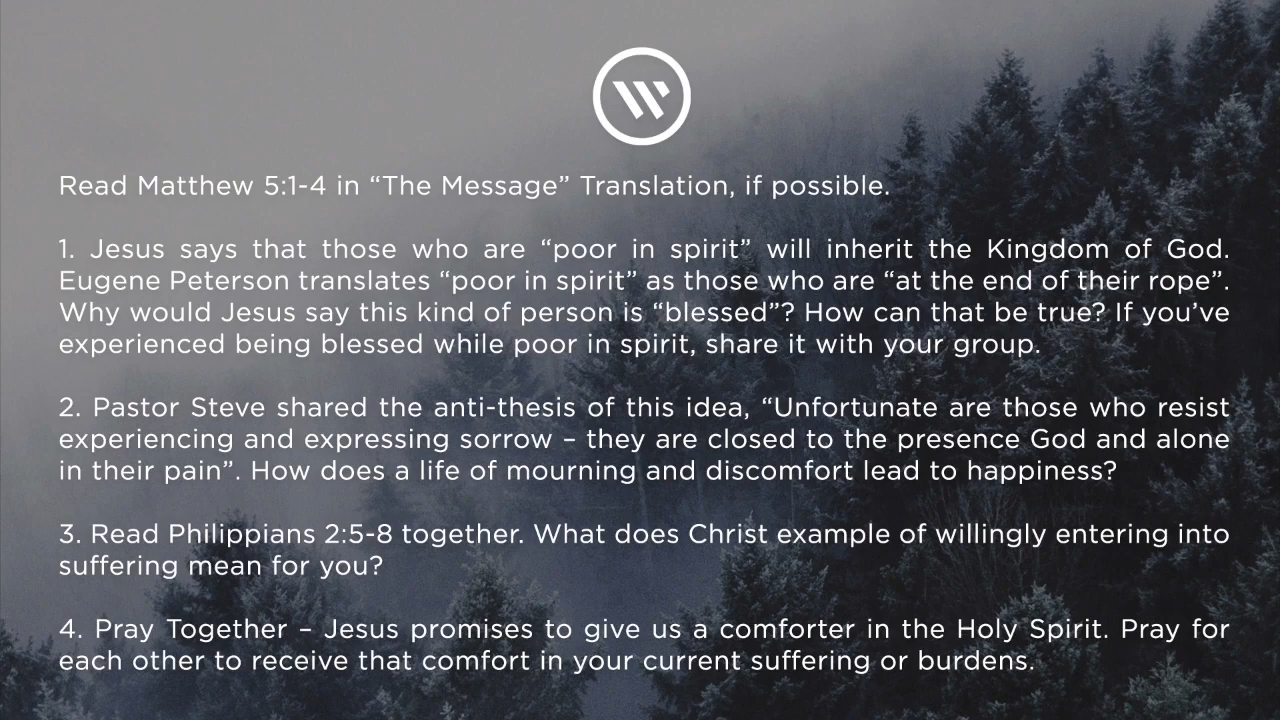 Read Matthew 5:1-4 in “The Message” Translation, if possible.
1. Jesus says that those who are “poor in spirit” will inherit the Kingdom of God.
Eugene Peterson translates “poor in spirit” as those who are “at the end of their rope”.
Why would Jesus say this kind of person is “blessed”? How can that be true? If you’ve
experienced being blessed while poor in spirit, share it with your group.
2. Pastor Steve shared the anti-thesis of this idea, “Unfortunate are those who resist
experiencing and expressing sorrow – they are closed to the presence God and alone
in their pain”. How does a life of mourning and discomfort lead to happiness?
3. Read Philippians 2:5-8 together. What does Christ example of willingly entering into
suffering mean for you?
4. Pray Together – Jesus promises to give us a comforter in the Holy Spirit. Pray for
each other to receive that comfort in your current suffering or burdens.